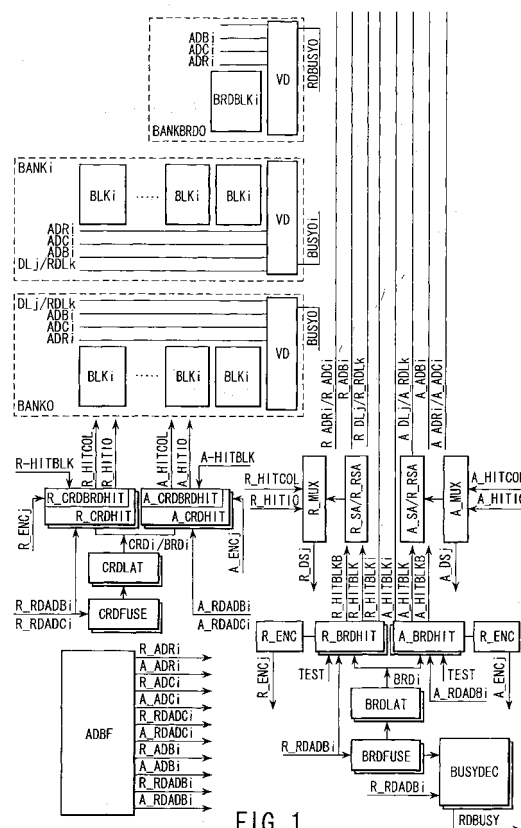 ADBi
ADCi
ADRi
BRDBLKi
VD
RDBUSY0
BANKBRD0
BANKi
BLKi
.....
BLKi
BLKi
VD
ADRi
ADCi
ADBi
DLj/RDLk
BUSY0i
DLj/RDLk
ADBi
ADCi
ADRi
VD
BUSY0
BLKi
.....
BLKi
BLKi
BANK0
R_ADRi/R_ADCi
R_ADBi
R_DLj/R_RDLk
A_DLj/A_RDLk
A_ADBi
A_ADRi/A_ADCi
R-HITBLK
R_HITCOL
R_HITIO
A_HITCOL
A_HITIO
A-HITBLK
R_CRDBRDHIT
R_CRDHIT
A_CRDBRDHIT
A_CRDHIT
R_ENCj
A_ENCj
CRDi/BRDi
CRDLAT
CRDFUSE
R_RDADBi
R_RDADCi
A_RDADBi
A_RDADCi
R_HITCOL
R_HITIO
R_MUX
R_SA/R_RSA
A_SA/A_RSA
A_MUX
A_HITCOL
A_HITIO
R_DSj
A_DSj
R_HITBLKB
R_HITBLK
R_HITBLKi
A_HITBLKi
A_HITBLK
A_HITBLKB
R_ENC
R_BRDHIT
A_BRDHIT
R_ENC
R_ENCj
A_ENCj
TEST
TEST
BRDi
A_RDADBi
BRDLAT
R_RDADBi
BRDFUSE
BUSYDEC
R_RDADBi
RDBUSY
ADBF
R_ADRi
A_ADRi
R_ADCi
A_ADCi
R_RDADCi
A_RDADCi
R_ADBi
A_ADBi
R_RDADBi
A_RDADBi
FIG. 1